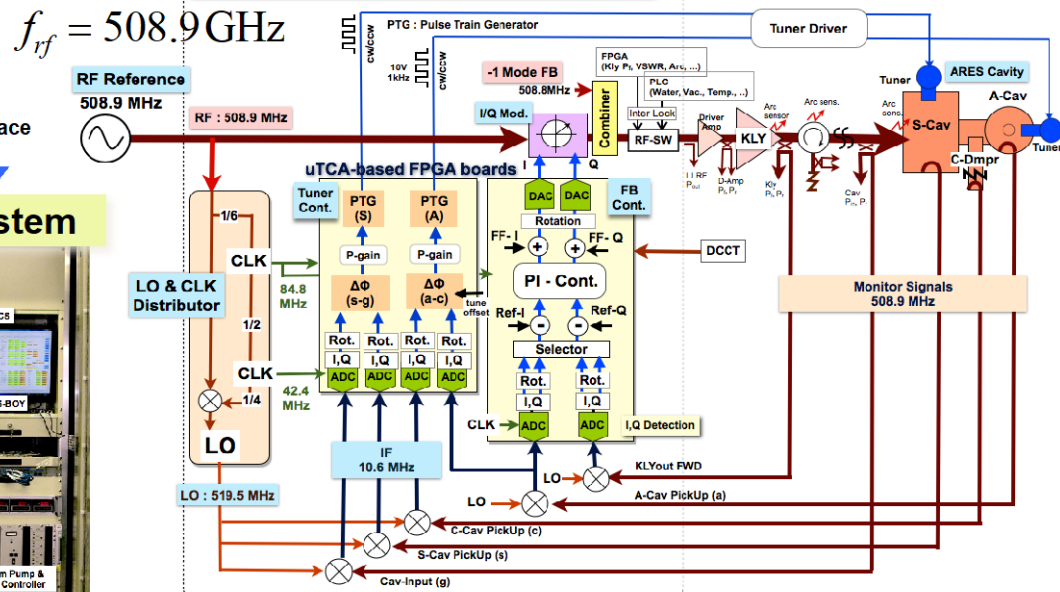 f_rf = 508.9 GHz
PTG : Pulse Train Generator
cw/ccw
10V
1kHz
cw/ccw
Tuner Driver
RF Reference
508.9 MHz
RF : 508.9 MHz
-1 Mode FB
508.8MHz
I/Q Mod.
Combiner
FPGA
(Kly Pf, VSWR, Arc, ...)
PLC
(Water, Vac., Temp., ..)
Intor Look
RF-SW
Driver
Amp
Arc
sensor
KLY
Arc sens.
Arc
sens.
Tuner
ARES Cavity
A-Cav
S-Cav
Tuner
C-Dmpr
D-Amp
Kly
Cav
ace
stem
uTCA-based FPGA boards
Tuner
Cont.
PTG
(S)
PTG
(A)
P-gain
P-gain
ΔΦ
(s-g)
ΔΦ
(a-c)
tune
offset
Rot.
Rot.
Rot.
Rot.
I,Q
I,Q
I,Q
I,Q
ADC
ADC
ADC
ADC
I
Q
DAC
DAC
FB
Cont.
Rotation
FF- I
+
+
FF- Q
DCCT
PI - Cont.
Ref-I
-
-
Ref-Q
Selector
Rot.
Rot.
I,Q
I,Q
CLK
ADC
ADC
I,Q Detection
1/6
CLK
84.8
MHz
LO & CLK
Distributor
1/2
CLK
42.4
MHz
1/4
LO
LO : 519.5 MHz
IF
10.6 MHz
Monitor Signals
508.9 MHz
LO
KLYout FWD
LO
A-Cav PickUp (a)
C-Cav PickUp (c)
S-Cav PickUp (s)
Cav-Input (g)
CS
-BOY
m Pump &
Controller